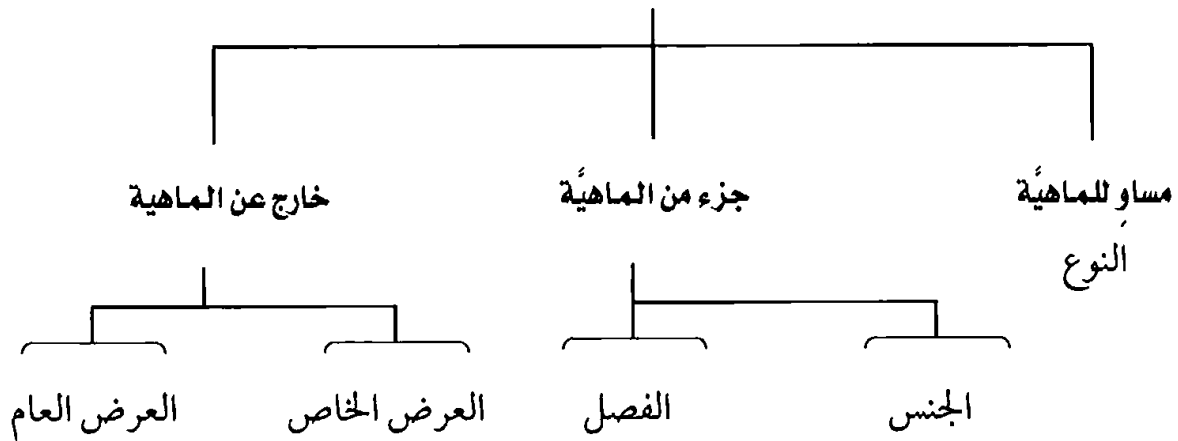 مساوٍ للماهيَّة
جزء من الماهيَّة
خارج عن الماهية
النوع
الجنس
الفصل
العرض الخاص
العرض العام